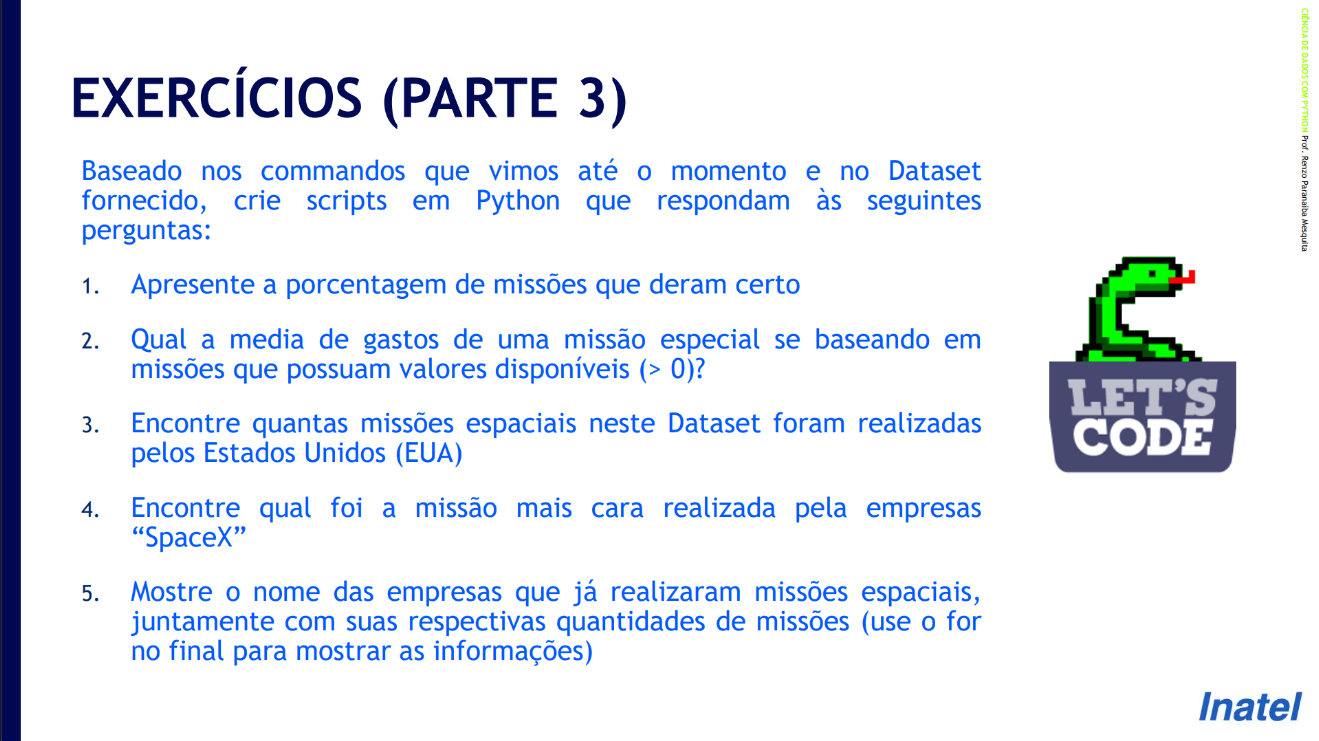 CIÊNCIA DE DADOS COM PYTHON Prof. Renzo Paranaíba Mesquita
EXERCÍCIOS (PARTE 3)
Baseado nos commandos que vimos até o momento e no Dataset
fornecido, crie scripts em Python que respondam às seguintes
perguntas:
1. Apresente a porcentagem de missões que deram certo
2. Qual a media de gastos de uma missão especial se baseando em
missões que possuam valores disponíveis (> 0)?
3. Encontre quantas missões espaciais neste Dataset foram realizadas
pelos Estados Unidos (EUA)
4. Encontre qual foi a missão mais cara realizada pela empresas
“SpaceX”
5. Mostre o nome das empresas que já realizaram missões espaciais,
juntamente com suas respectivas quantidades de missões (use o for
no final para mostrar as informações)
LET'S
CODE
Inatel